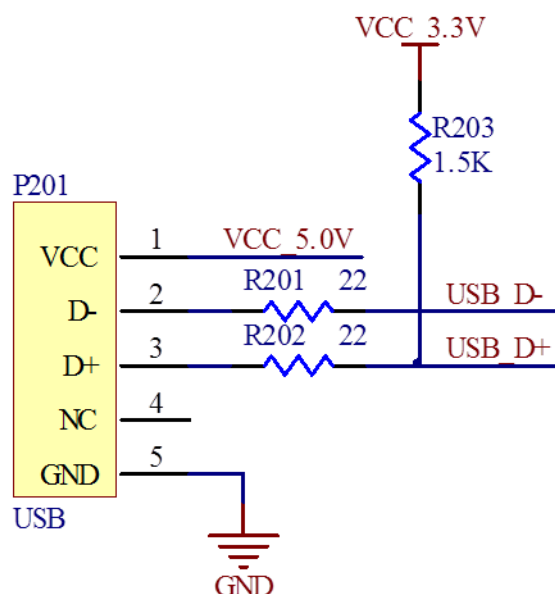 VCC_3.3V
R203
1.5K
P201
VCC 1 VCC_5.0V
R201 22
D- 2 USB_D-
R202 22
D+ 3 USB_D+
NC 4
GND 5
USB
GND